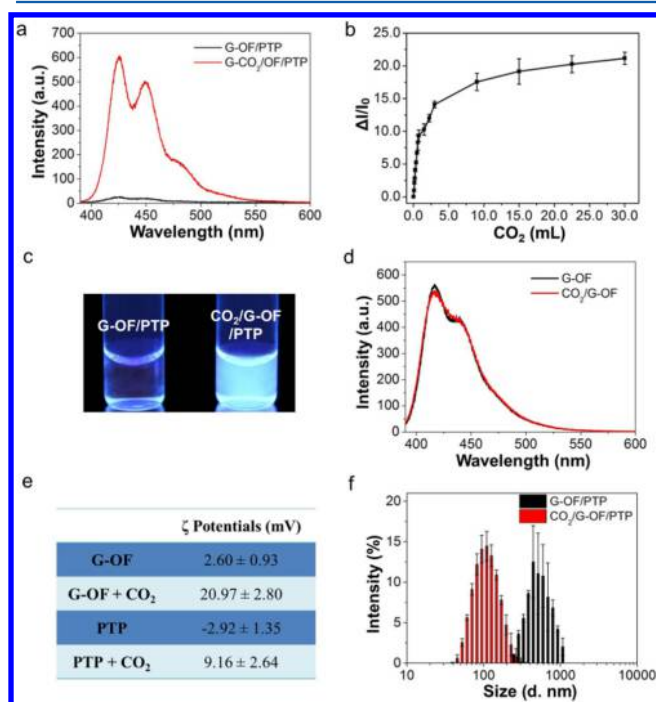 a
G-OF/PTP
G-CO₂/OF/PTP
700
600
500
400
300
200
100
0
Intensity (a.u.)
400 450 500 550 600
Wavelength (nm)
b
25.0
20.0
15.0
10.0
5.0
0.0
ΔI/I₀
0.0 5.0 10.0 15.0 20.0 25.0 30.0
CO₂ (mL)
c
G-OF/PTP
CO₂/G-OF
/PTP
d
G-OF
CO₂/G-OF
600
500
400
300
200
100
0
Intensity (a.u.)
400 450 500 550 600
Wavelength (nm)
e
ζ Potentials (mV)
G-OF 2.60 ± 0.93
G-OF + CO₂ 20.97 ± 2.80
PTP -2.92 ± 1.35
PTP + CO₂ 9.16 ± 2.64
f
G-OF/PTP
CO₂/G-OF/PTP
20
15
10
5
0
Intensity (%)
10 100 1000 10000
Size (d. nm)